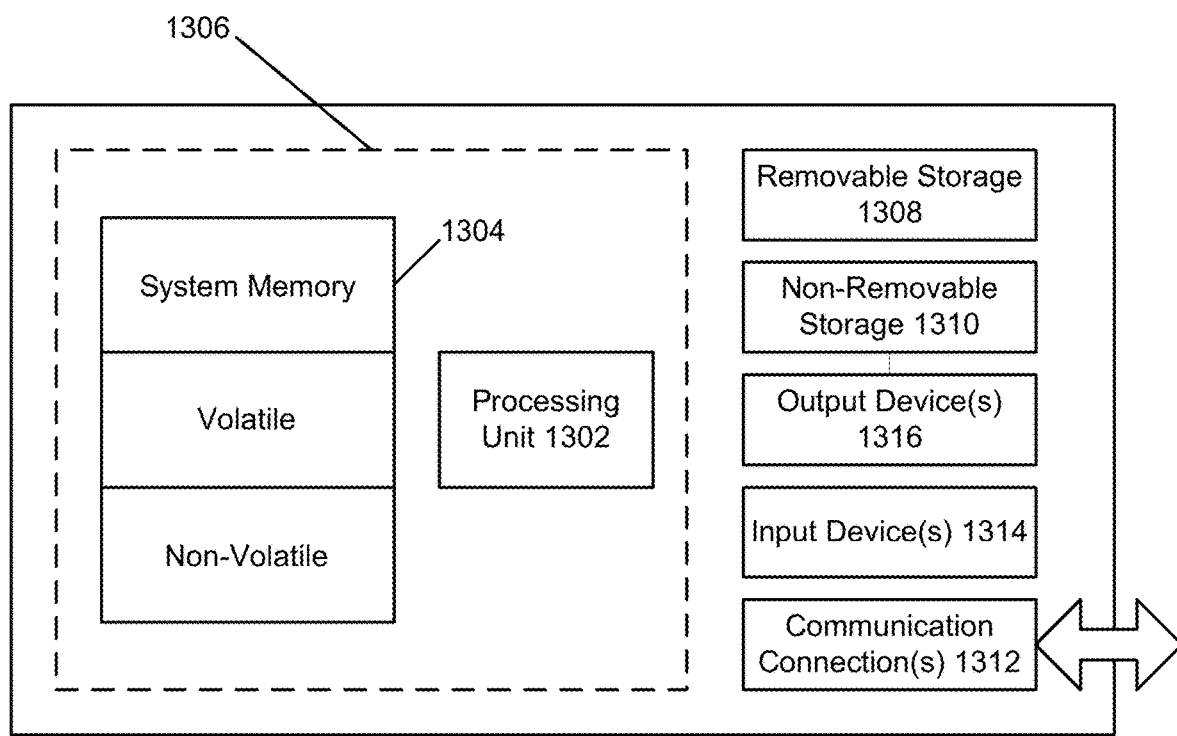 1306
1304
System Memory
Volatile
Non-Volatile
Processing
Unit 1302
Removable Storage
1308
Non-Removable
Storage 1310
Output Device(s)
1316
Input Device(s) 1314
Communication
Connection(s) 1312